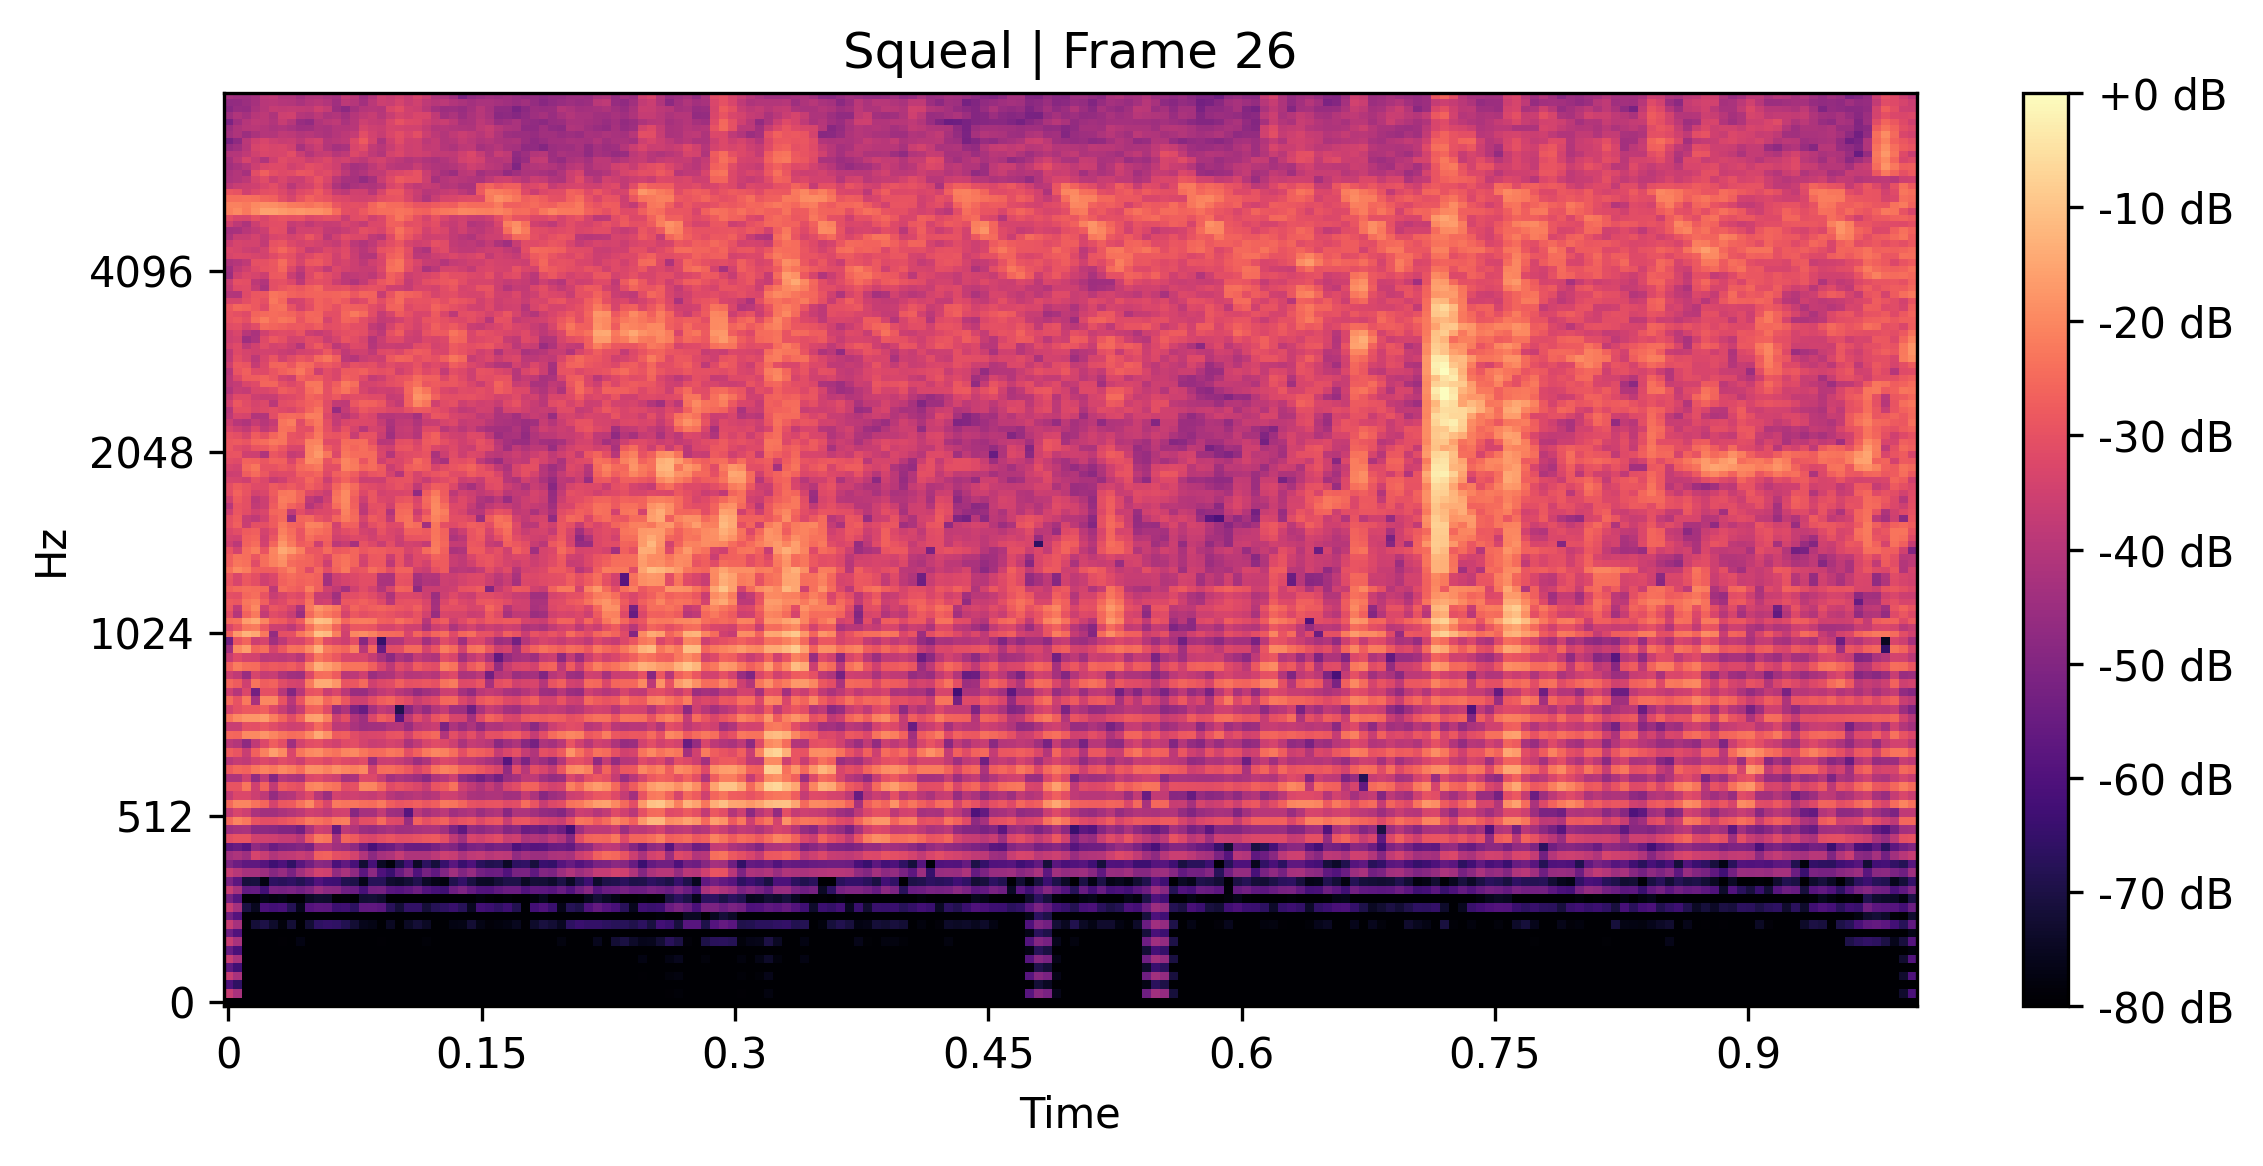 Squeal | Frame 26
+0 dB
-10 dB
-20 dB
-30 dB
-40 dB
-50 dB
-60 dB
-70 dB
-80 dB
Hz
4096
2048
1024
512
0
0 0.15 0.3 0.45 0.6 0.75 0.9
Time